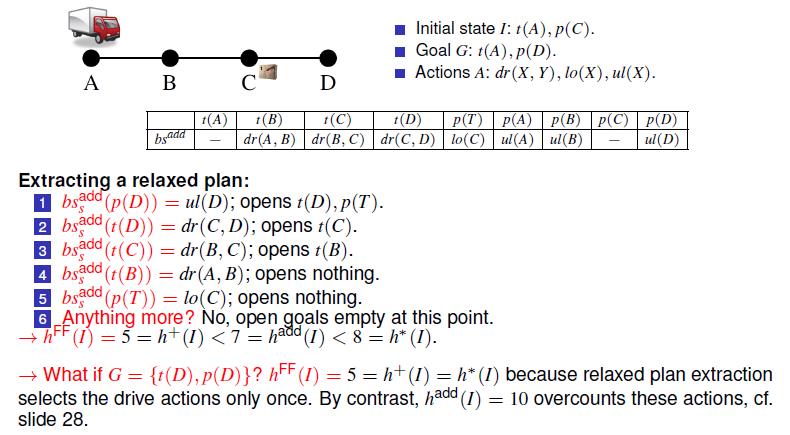 ■ Initial state I: t(A), p(C).
■ Goal G: t(A), p(D).
■ Actions A: dr(X, Y), lo(X), ul(X).
A B C D
t(A) t(B) t(C) t(D) p(T) p(A) p(B) p(C) p(D)
bs^add – dr(A, B) dr(B, C) dr(C, D) lo(C) ul(A) ul(B) – ul(D)
Extracting a relaxed plan:
1 bs_s^add(p(D)) = ul(D); opens t(D), p(T).
2 bs_s^add(t(D)) = dr(C, D); opens t(C).
3 bs_s^add(t(C)) = dr(B, C); opens t(B).
4 bs_s^add(t(B)) = dr(A, B); opens nothing.
5 bs_s^add(p(T)) = lo(C); opens nothing.
6 Anything more? No, open goals empty at this point.
→ h^FF(I) = 5 = h^+(I) < 7 = h^add(I) < 8 = h*(I).
→ What if G = {t(D), p(D)}? h^FF(I) = 5 = h^+(I) = h*(I) because relaxed plan extraction
selects the drive actions only once. By contrast, h^add(I) = 10 overcounts these actions, cf.
slide 28.